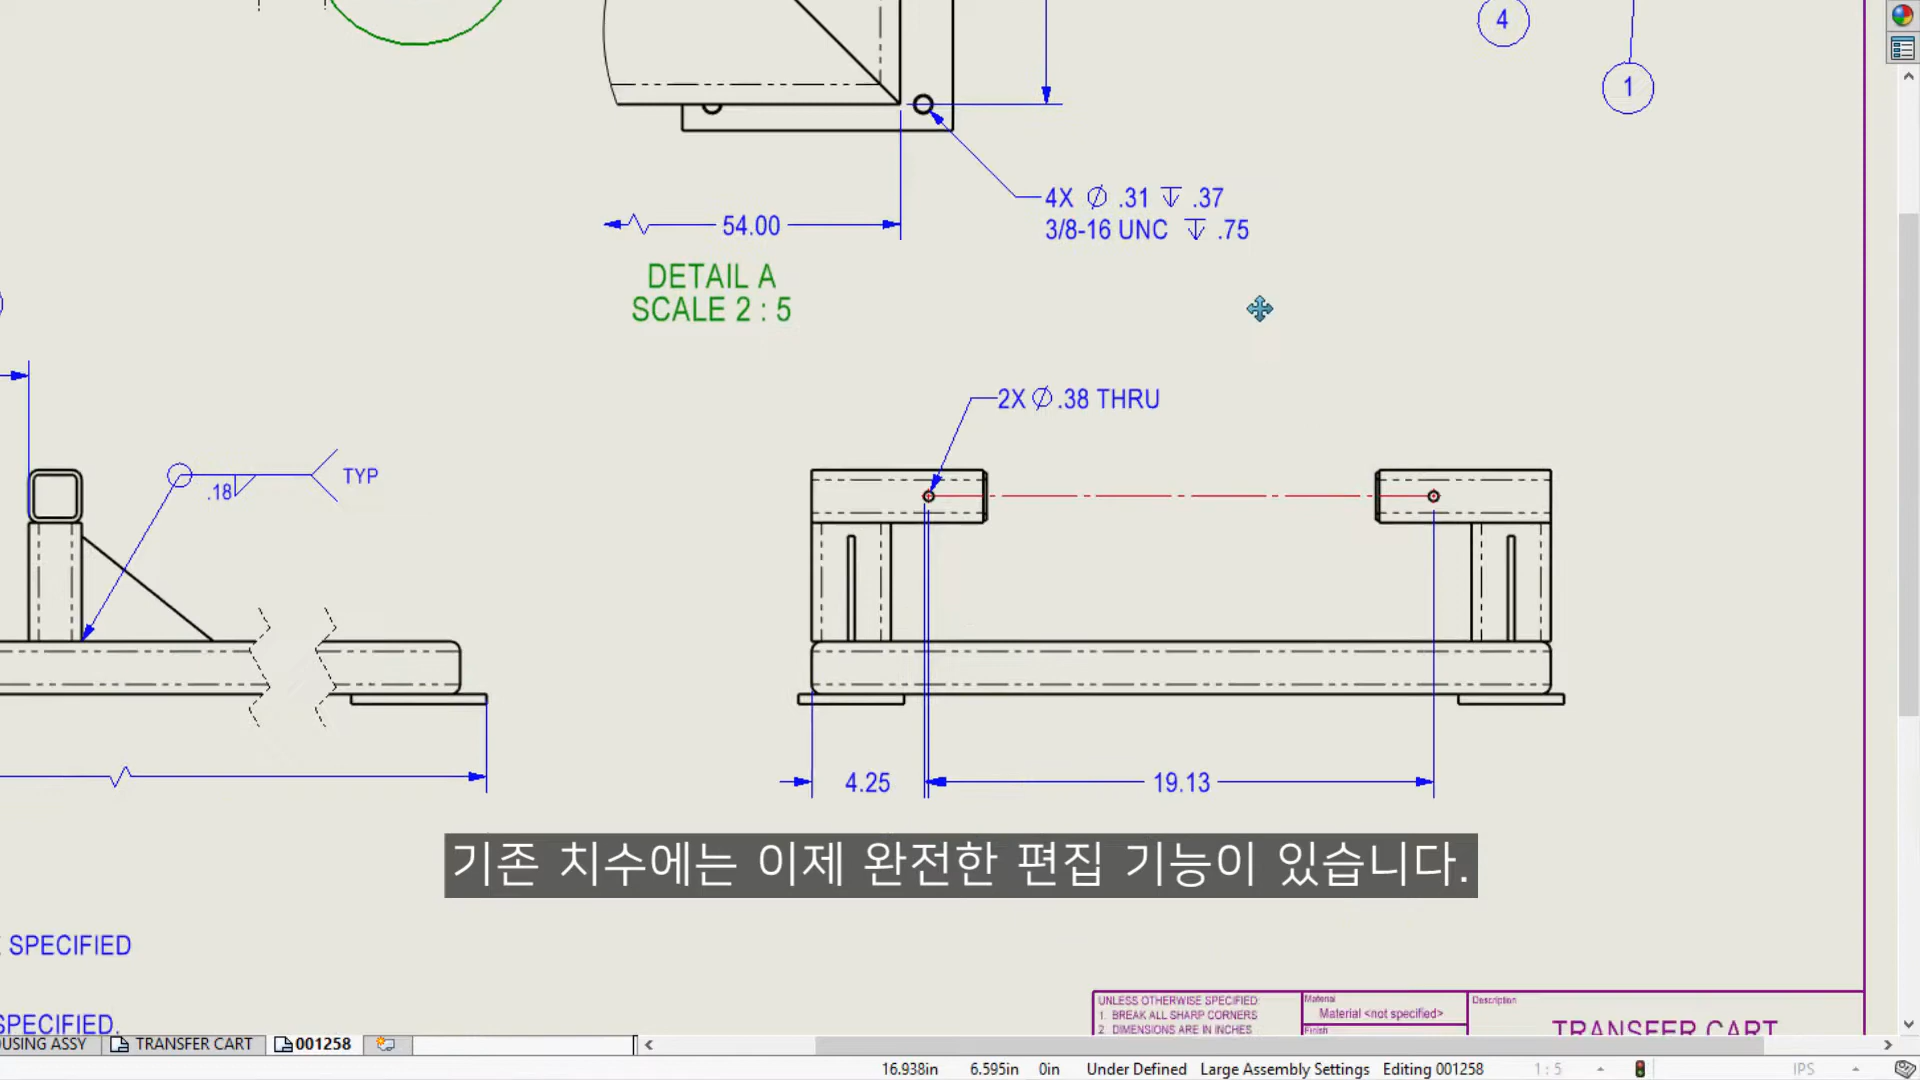 4
1
4X ∅ .31 ↧ .37
3/8-16 UNC ↧ .75
54.00
DETAIL A
SCALE 2 : 5
2X ∅ .38 THRU
.18
TYP
4.25
19.13
기존 치수에는 이제 완전한 편집 기능이 있습니다.
SPECIFIED
SPECIFIED.
UNLESS OTHERWISE SPECIFIED:
1. BREAK ALL SHARP CORNERS
2 DIMENSIONS ARE IN INCHES
Material
Material <not specified>
Finish
Description
TRANSFER CART
OUSING ASSY
TRANSFER CART
001258
16.938in 6.595in 0in Under Defined Large Assembly Settings Editing 001258 1 : 5 IPS